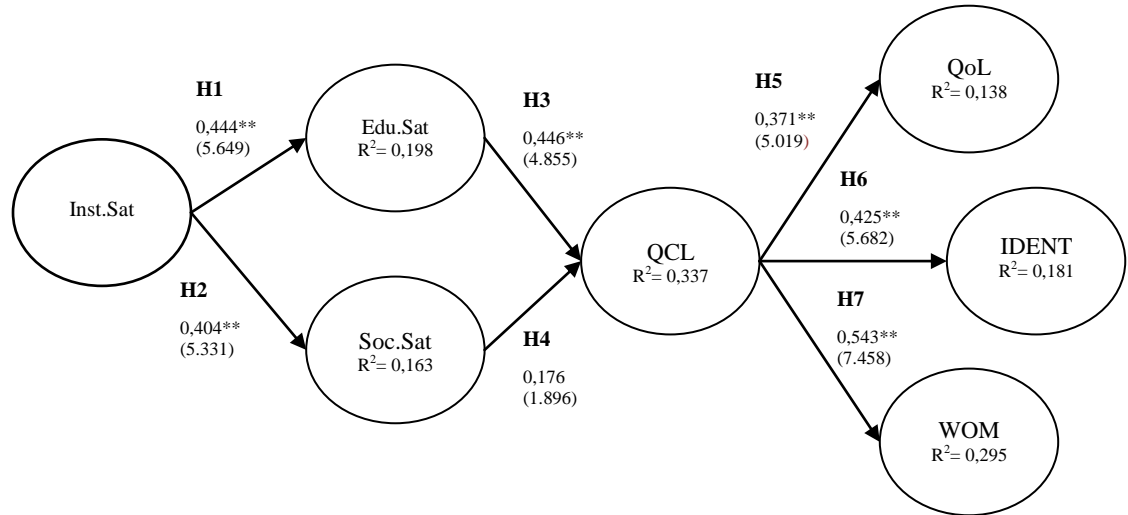 Inst.Sat
H1
0,444**
(5.649)
H2
0,404**
(5.331)
Edu.Sat
R²= 0,198
Soc.Sat
R²= 0,163
H3
0,446**
(4.855)
H4
0,176
(1.896)
QCL
R²= 0,337
H5
0,371**
(5.019)
H6
0,425**
(5.682)
H7
0,543**
(7.458)
QoL
R²= 0,138
IDENT
R²= 0,181
WOM
R²= 0,295